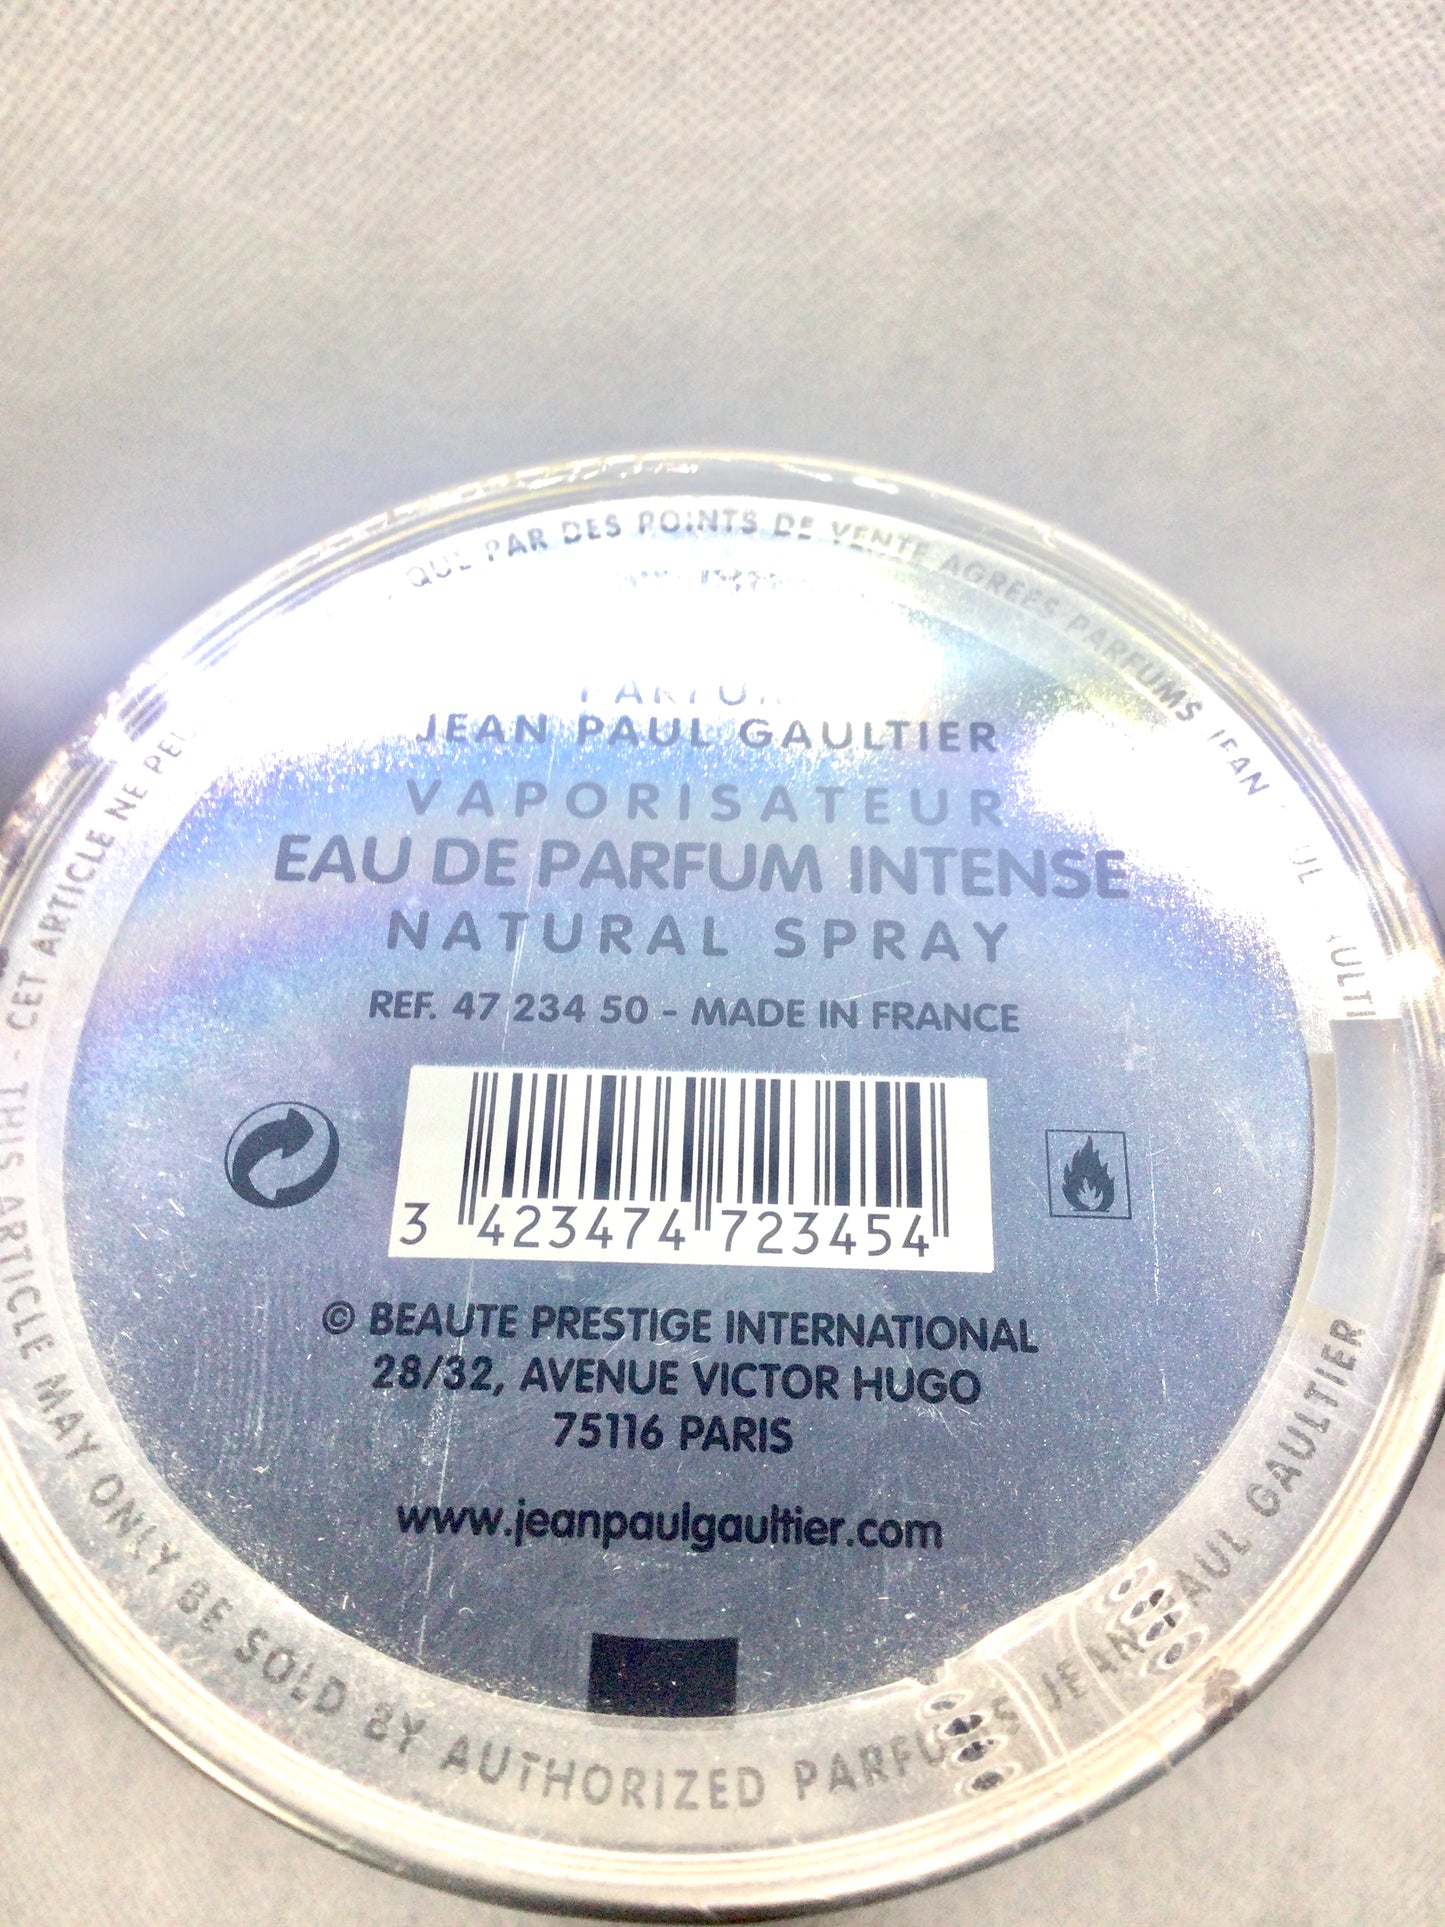 JEAN PAUL GAULTIER
VAPORISATEUR
EAU DE PARFUM INTENSE
NATURAL SPRAY
REF. 47 234 50 - MADE IN FRANCE
3 423474 723454
© BEAUTE PRESTIGE INTERNATIONAL
28/32, AVENUE VICTOR HUGO
75116 PARIS
www.jeanpaulgaultier.com
CET ARTICLE NE QUE PAR DES POINTS DE VENTE AGREES PARFUMS JEAN
THIS ARTICLE MAY ONLY BE SOLD BY AUTHORIZED PARFUMS JEAN PAUL GAULTIER